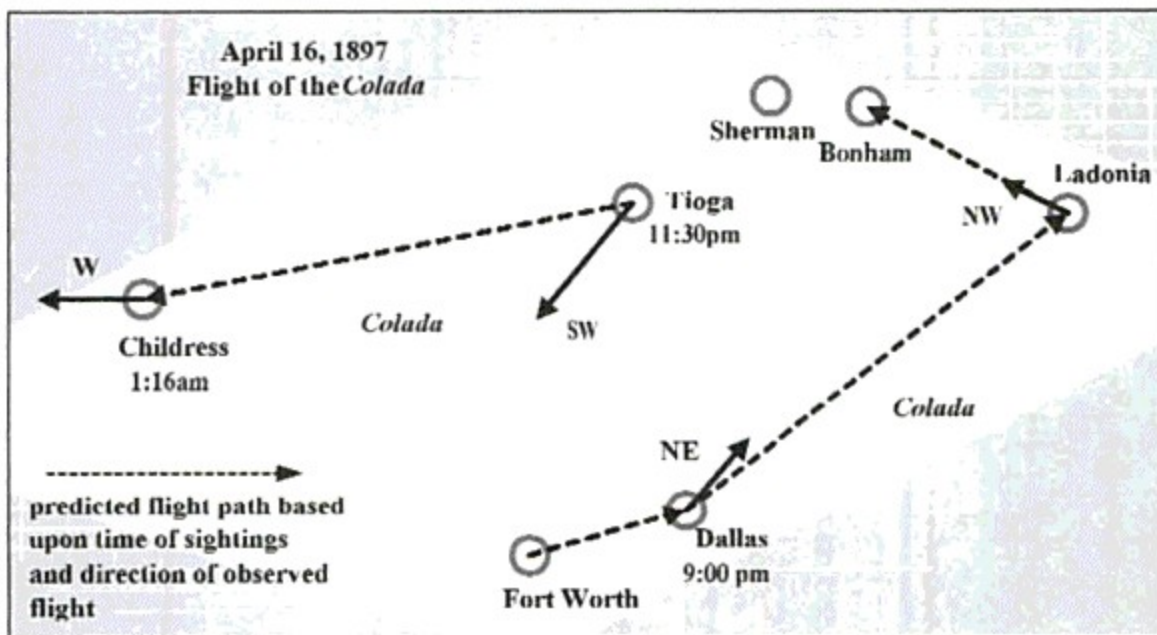 April 16, 1897
Flight of the Colada
Sherman
Bonham
Ladonia
NW
Tioga
11:30pm
W
SW
Colada
Childress
1:16am
Colada
NE
predicted flight path based
upon time of sightings
and direction of observed
flight
Dallas
9:00 pm
Fort Worth